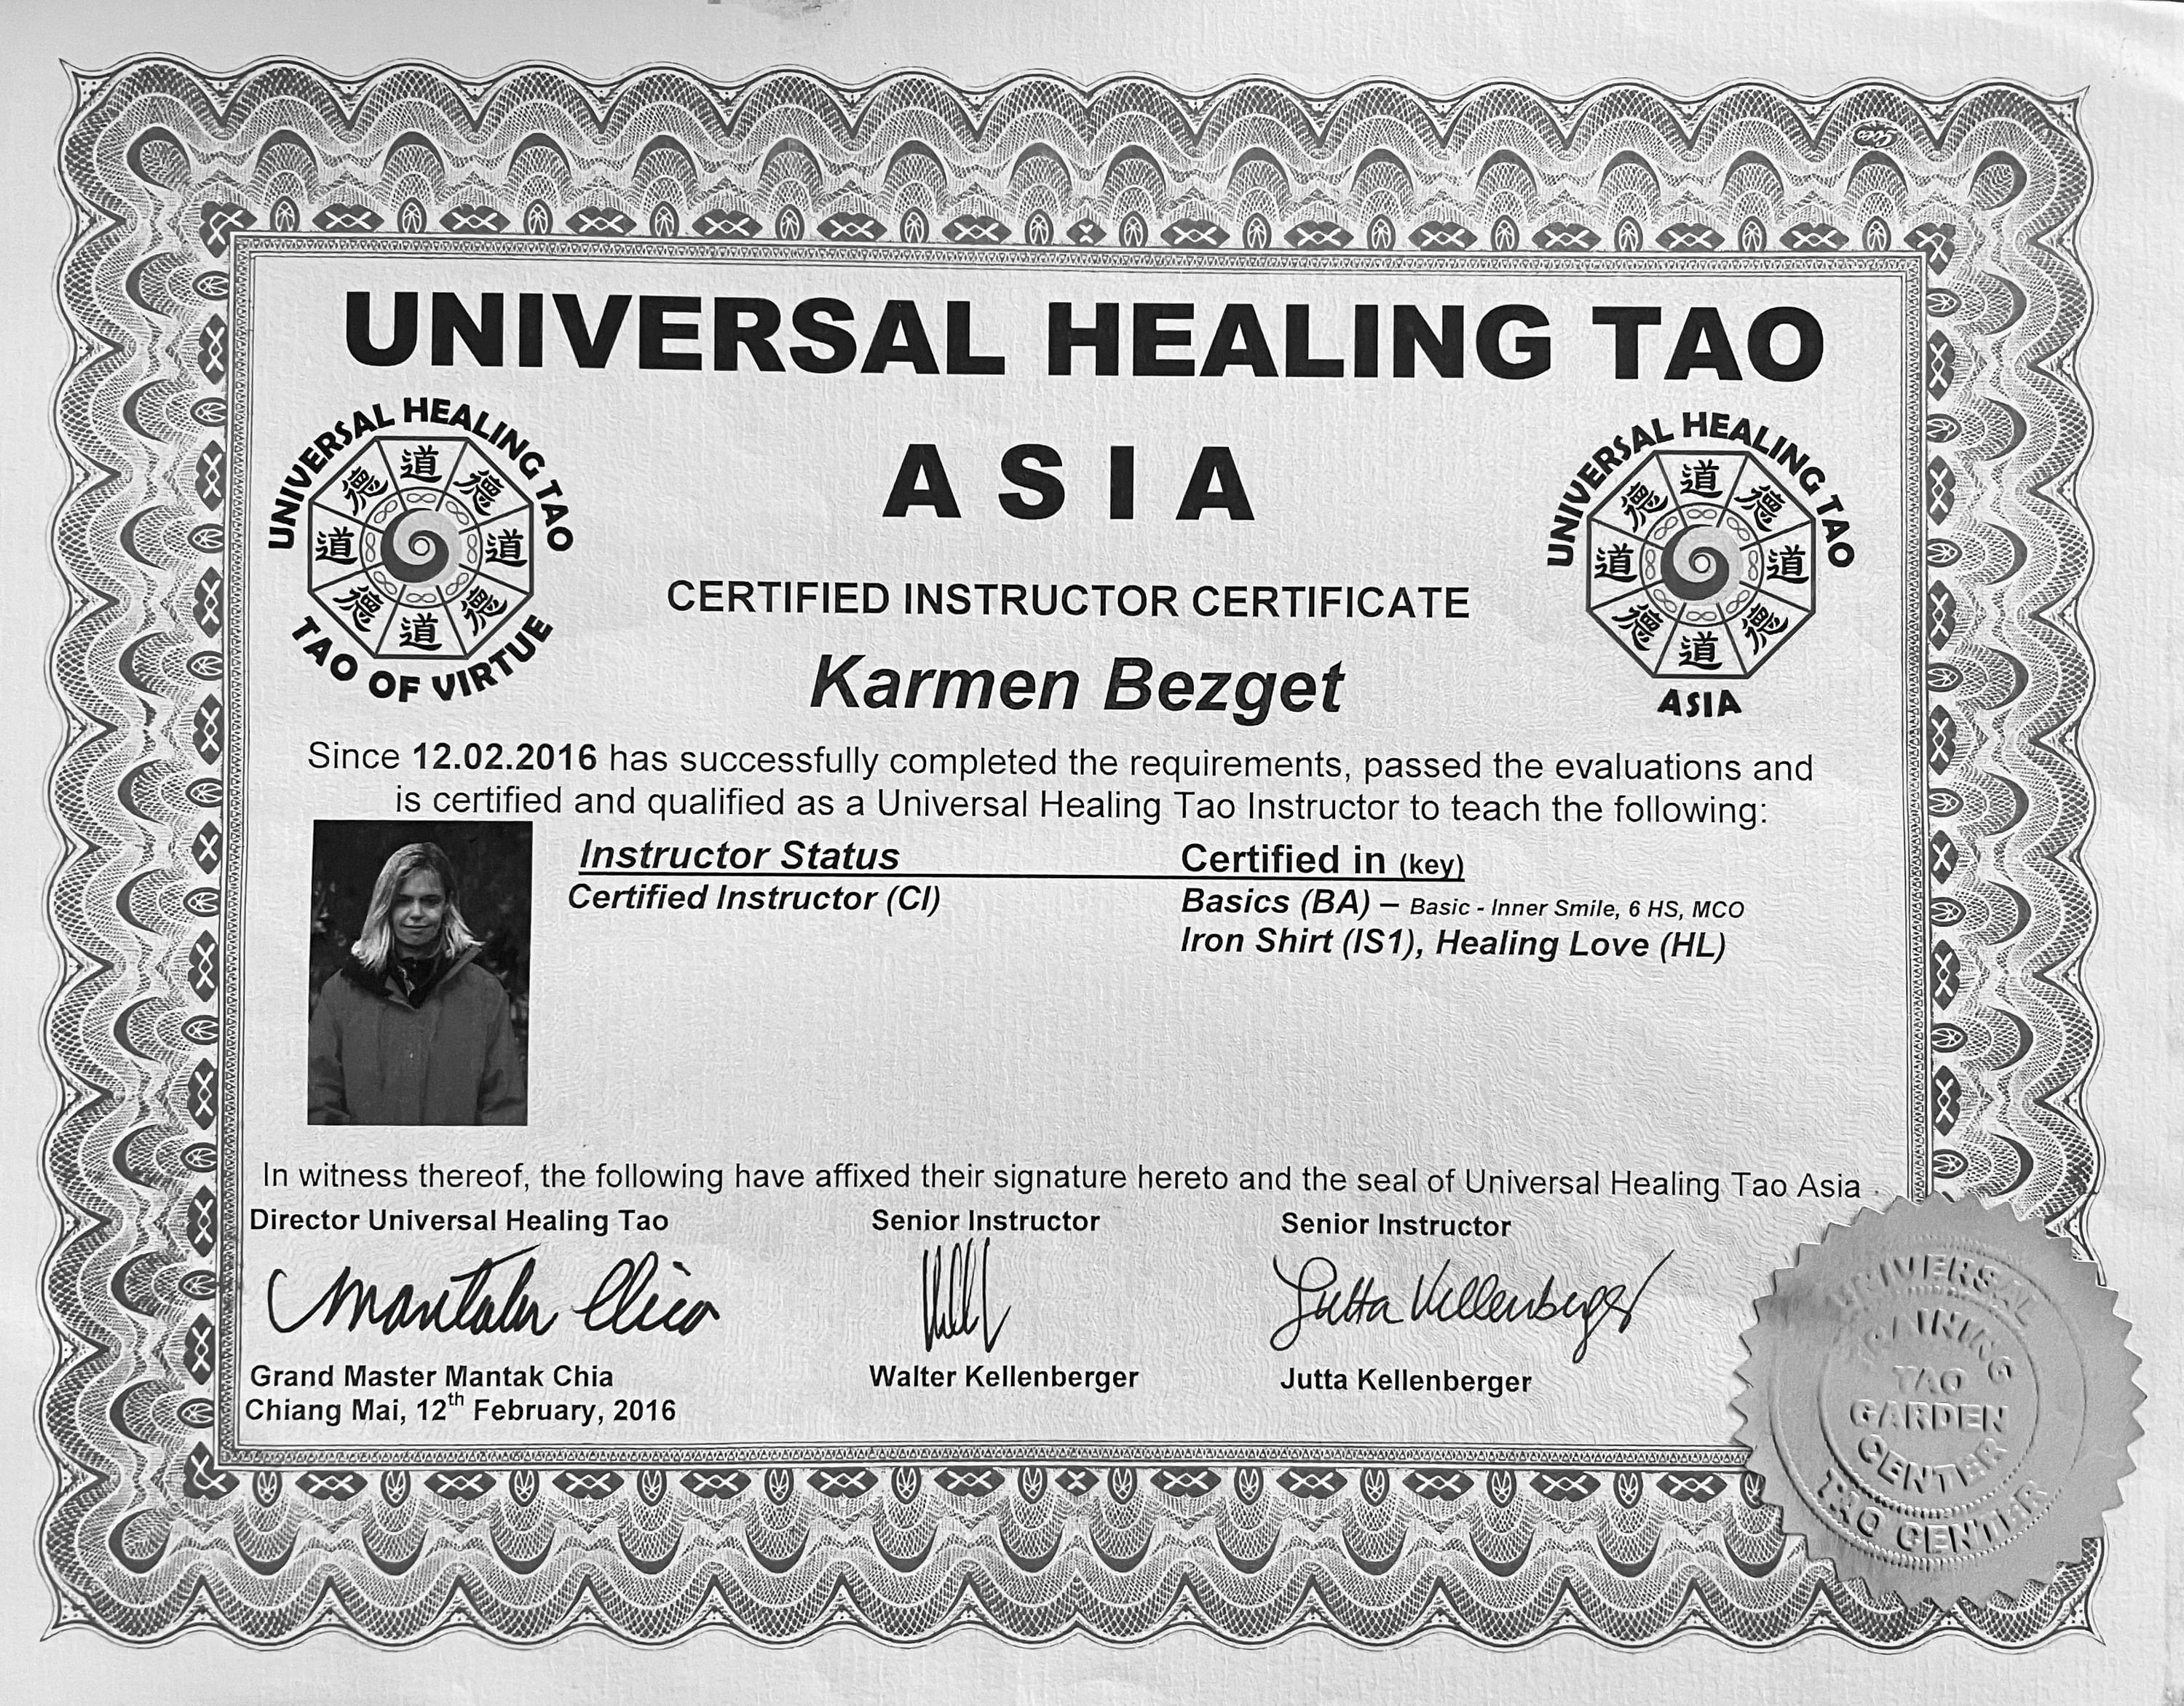 UNIVERSAL HEALING TAO
ASIA
UNIVERSAL HEALING TAO
道 德 道 德 道 德 道 德
TAO OF VIRTUE
UNIVERSAL HEALING TAO
道 德 道 德 道 德 道 德
ASIA
CERTIFIED INSTRUCTOR CERTIFICATE
Karmen Bezget
Since 12.02.2016 has successfully completed the requirements, passed the evaluations and
is certified and qualified as a Universal Healing Tao Instructor to teach the following:
Instructor Status Certified in (key)
Certified Instructor (CI) Basics (BA) – Basic - Inner Smile, 6 HS, MCO
Iron Shirt (IS1), Healing Love (HL)
In witness thereof, the following have affixed their signature hereto and the seal of Universal Healing Tao Asia .
Director Universal Healing Tao Senior Instructor Senior Instructor
Mantak Chia Jutta Kellenberger
Grand Master Mantak Chia Walter Kellenberger Jutta Kellenberger
Chiang Mai, 12th February, 2016
UNIVERSAL
TRAINING
TAO
GARDEN
CENTER
TAO CENTER